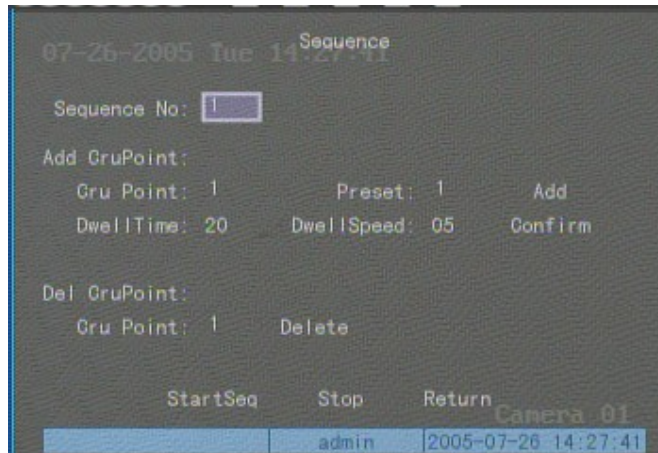 Sequence
07-26-2005 Tue 14:27:41
Sequence No: 1
Add CruPoint:
Cru Point: 1 Preset: 1 Add
DwellTime: 20 DwellSpeed: 05 Confirm
Del CruPoint:
Cru Point: 1 Delete
StartSeq Stop Return
Camera 01
admin 2005-07-26 14:27:41